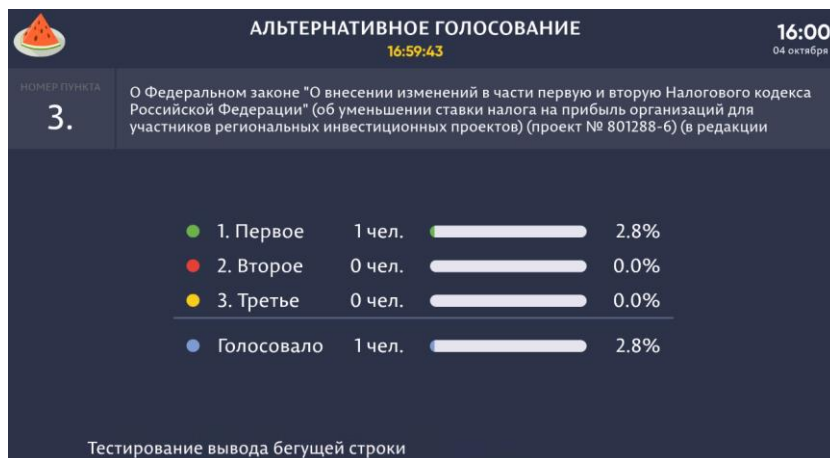 АЛЬТЕРНАТИВНОЕ ГОЛОСОВАНИЕ
16:59:43
16:00
04 октября
НОМЕР ПУНКТА
3.
О Федеральном законе "О внесении изменений в части первую и вторую Налогового кодекса
Российской Федерации" (об уменьшении ставки налога на прибыль организаций для
участников региональных инвестиционных проектов) (проект № 801288-6) (в редакции
1. Первое 1 чел. 2.8%
2. Второе 0 чел. 0.0%
3. Третье 0 чел. 0.0%
Голосовало 1 чел. 2.8%
Тестирование вывода бегущей строки